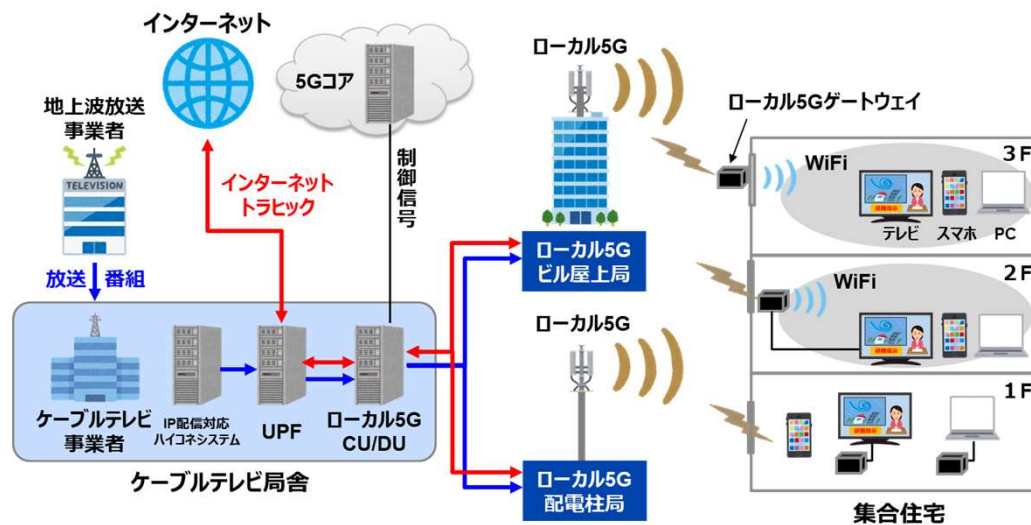 インターネット
5Gコア
地上波放送
事業者
TELEVISION
インターネット
トラヒック
制御信号
放送
番組
ケーブルテレビ
事業者
IP配信対応
ハイコネシステム
UPF
ローカル5G
CU/DU
ケーブルテレビ局舎
ローカル5G
ローカル5G
ビル屋上局
ローカル5G
ローカル5G
配電柱局
ローカル5Gゲートウェイ
3F
WiFi
テレビ
スマホ
PC
2F
WiFi
1F
集合住宅